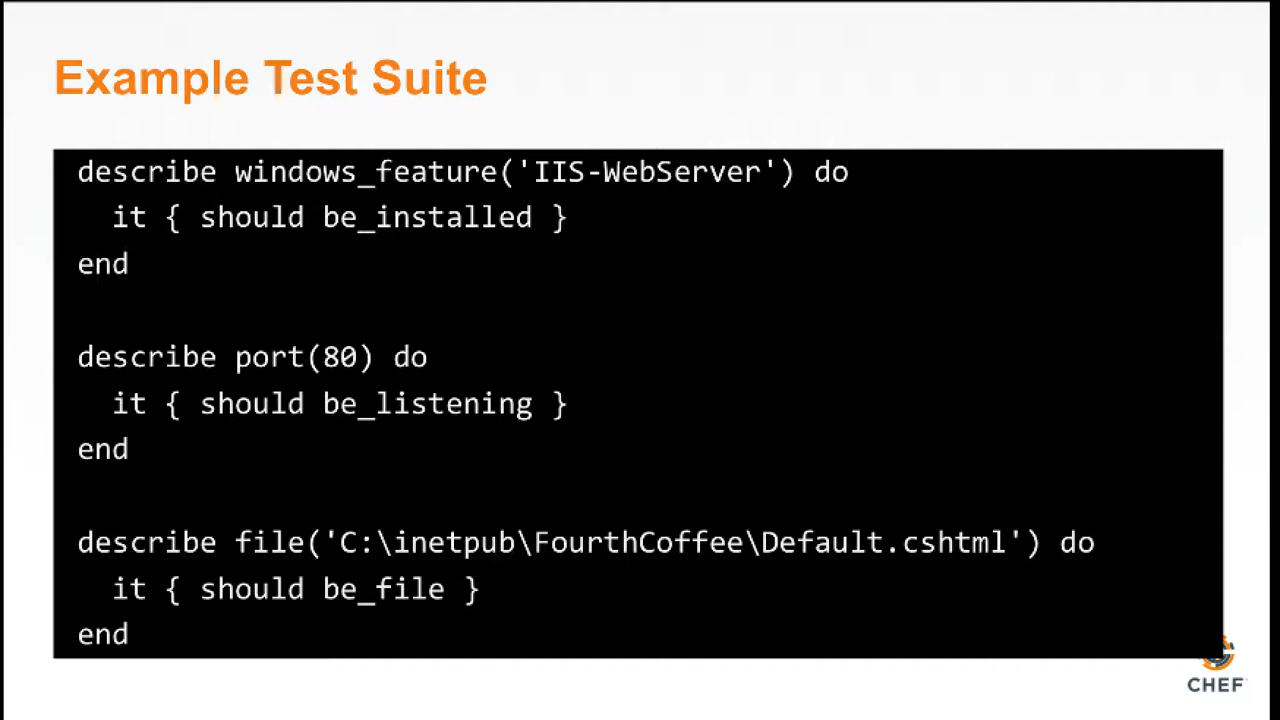 Example Test Suite
describe windows_feature('IIS-WebServer') do
  it { should be_installed }
end
describe port(80) do
  it { should be_listening }
end
describe file('C:\inetpub\FourthCoffee\Default.cshtml') do
  it { should be_file }
end
CHEF